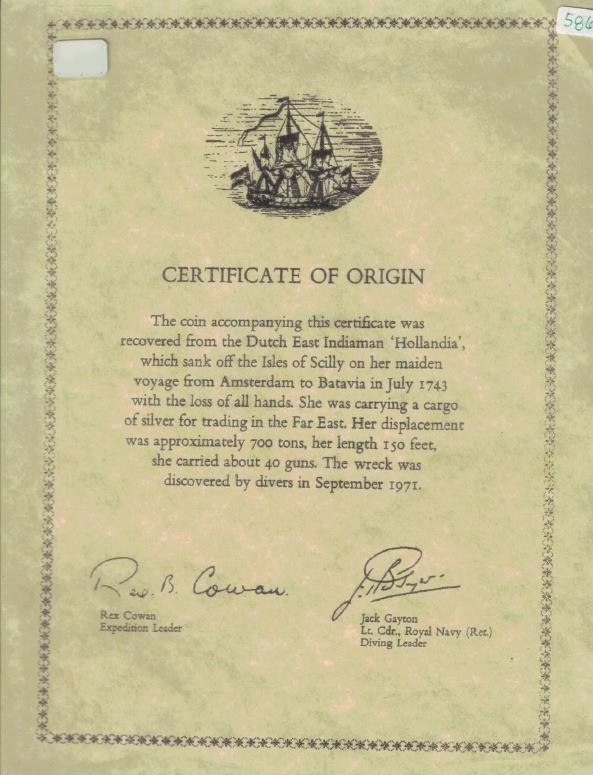 586
CERTIFICATE OF ORIGIN
The coin accompanying this certificate was
recovered from the Dutch East Indiaman ‘Hollandia’,
which sank off the Isles of Scilly on her maiden
voyage from Amsterdam to Batavia in July 1743
with the loss of all hands. She was carrying a cargo
of silver for trading in the Far East. Her displacement
was approximately 700 tons, her length 150 feet,
she carried about 40 guns. The wreck was
discovered by divers in September 1971.
Rex. B. Cowan.
Rex Cowan
Expedition Leader
Jack Gayton
Lt. Cdr., Royal Navy (Ret.)
Diving Leader